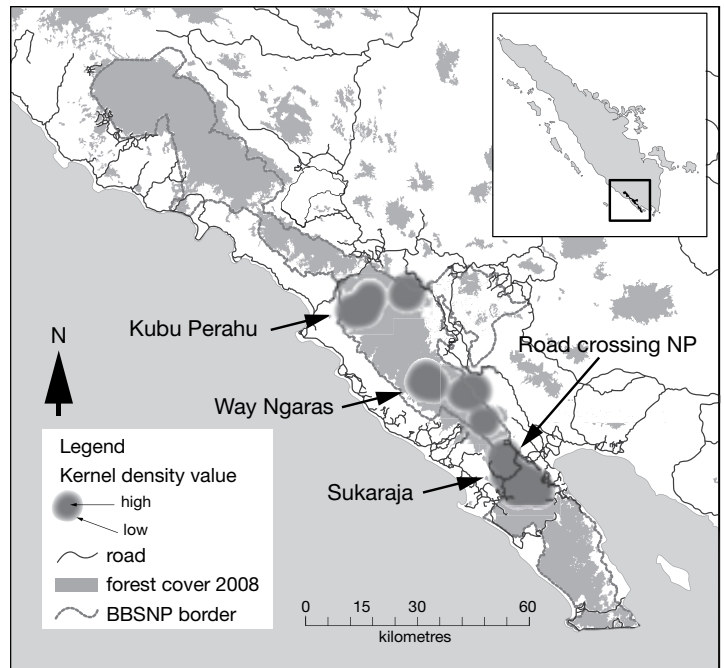 Kubu Perahu
Road crossing NP
N
Way Ngaras
Sukaraja
Legend
Kernel density value
high
low
road
forest cover 2008
BBSNP border
0 15 30 60
kilometres